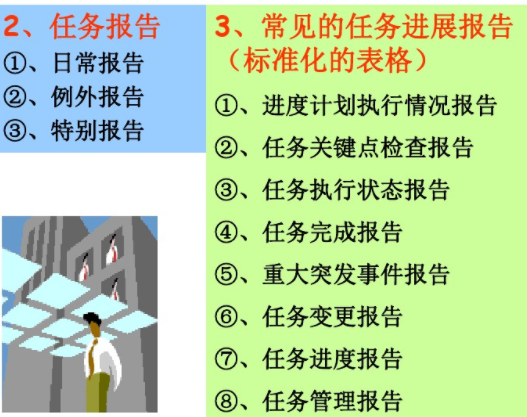 2、任务报告
①、日常报告
②、例外报告
③、特别报告
3、常见的任务进展报告
（标准化的表格）
①、进度计划执行情况报告
②、任务关键点检查报告
③、任务执行状态报告
④、任务完成报告
⑤、重大突发事件报告
⑥、任务变更报告
⑦、任务进度报告
⑧、任务管理报告